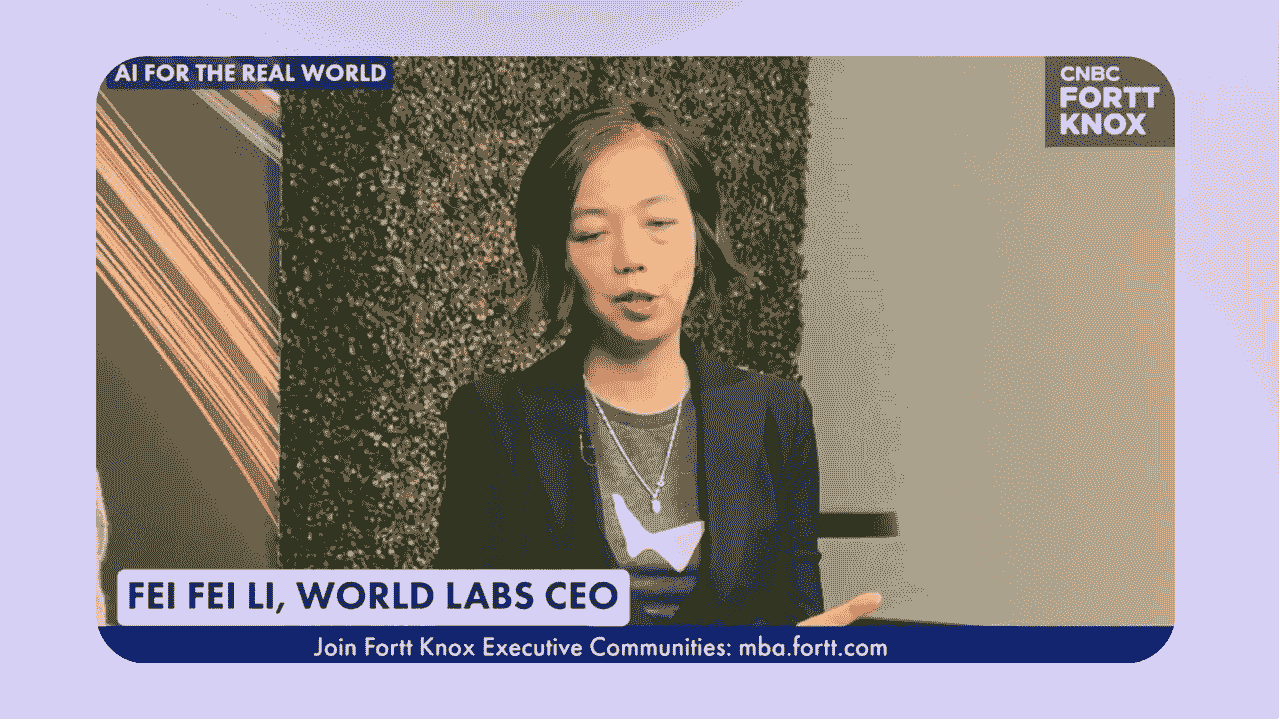 AI FOR THE REAL WORLD
CNBC
FORTT
KNOX
FEI FEI LI, WORLD LABS CEO
Join Fortt Knox Executive Communities: mba.fortt.com